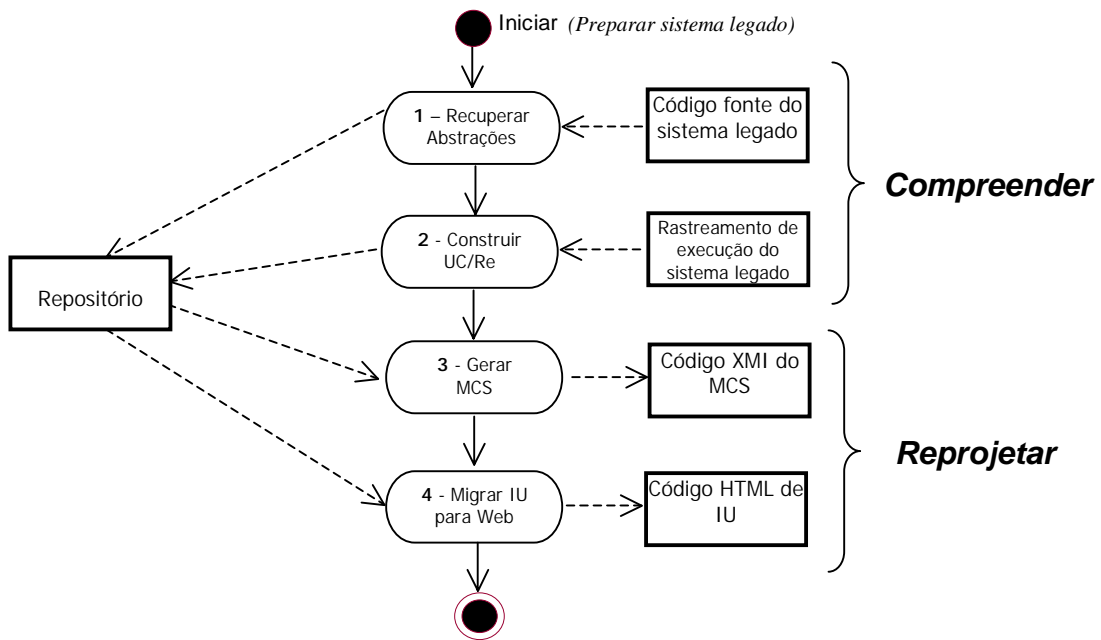 Iniciar (Preparar sistema legado)
1 – Recuperar
Abstrações
Código fonte do
sistema legado
Compreender
2 - Construir
UC/Re
Rastreamento de
execução do
sistema legado
Repositório
3 - Gerar
MCS
Código XMI do
MCS
Reprojetar
4 - Migrar IU
para Web
Código HTML de
IU